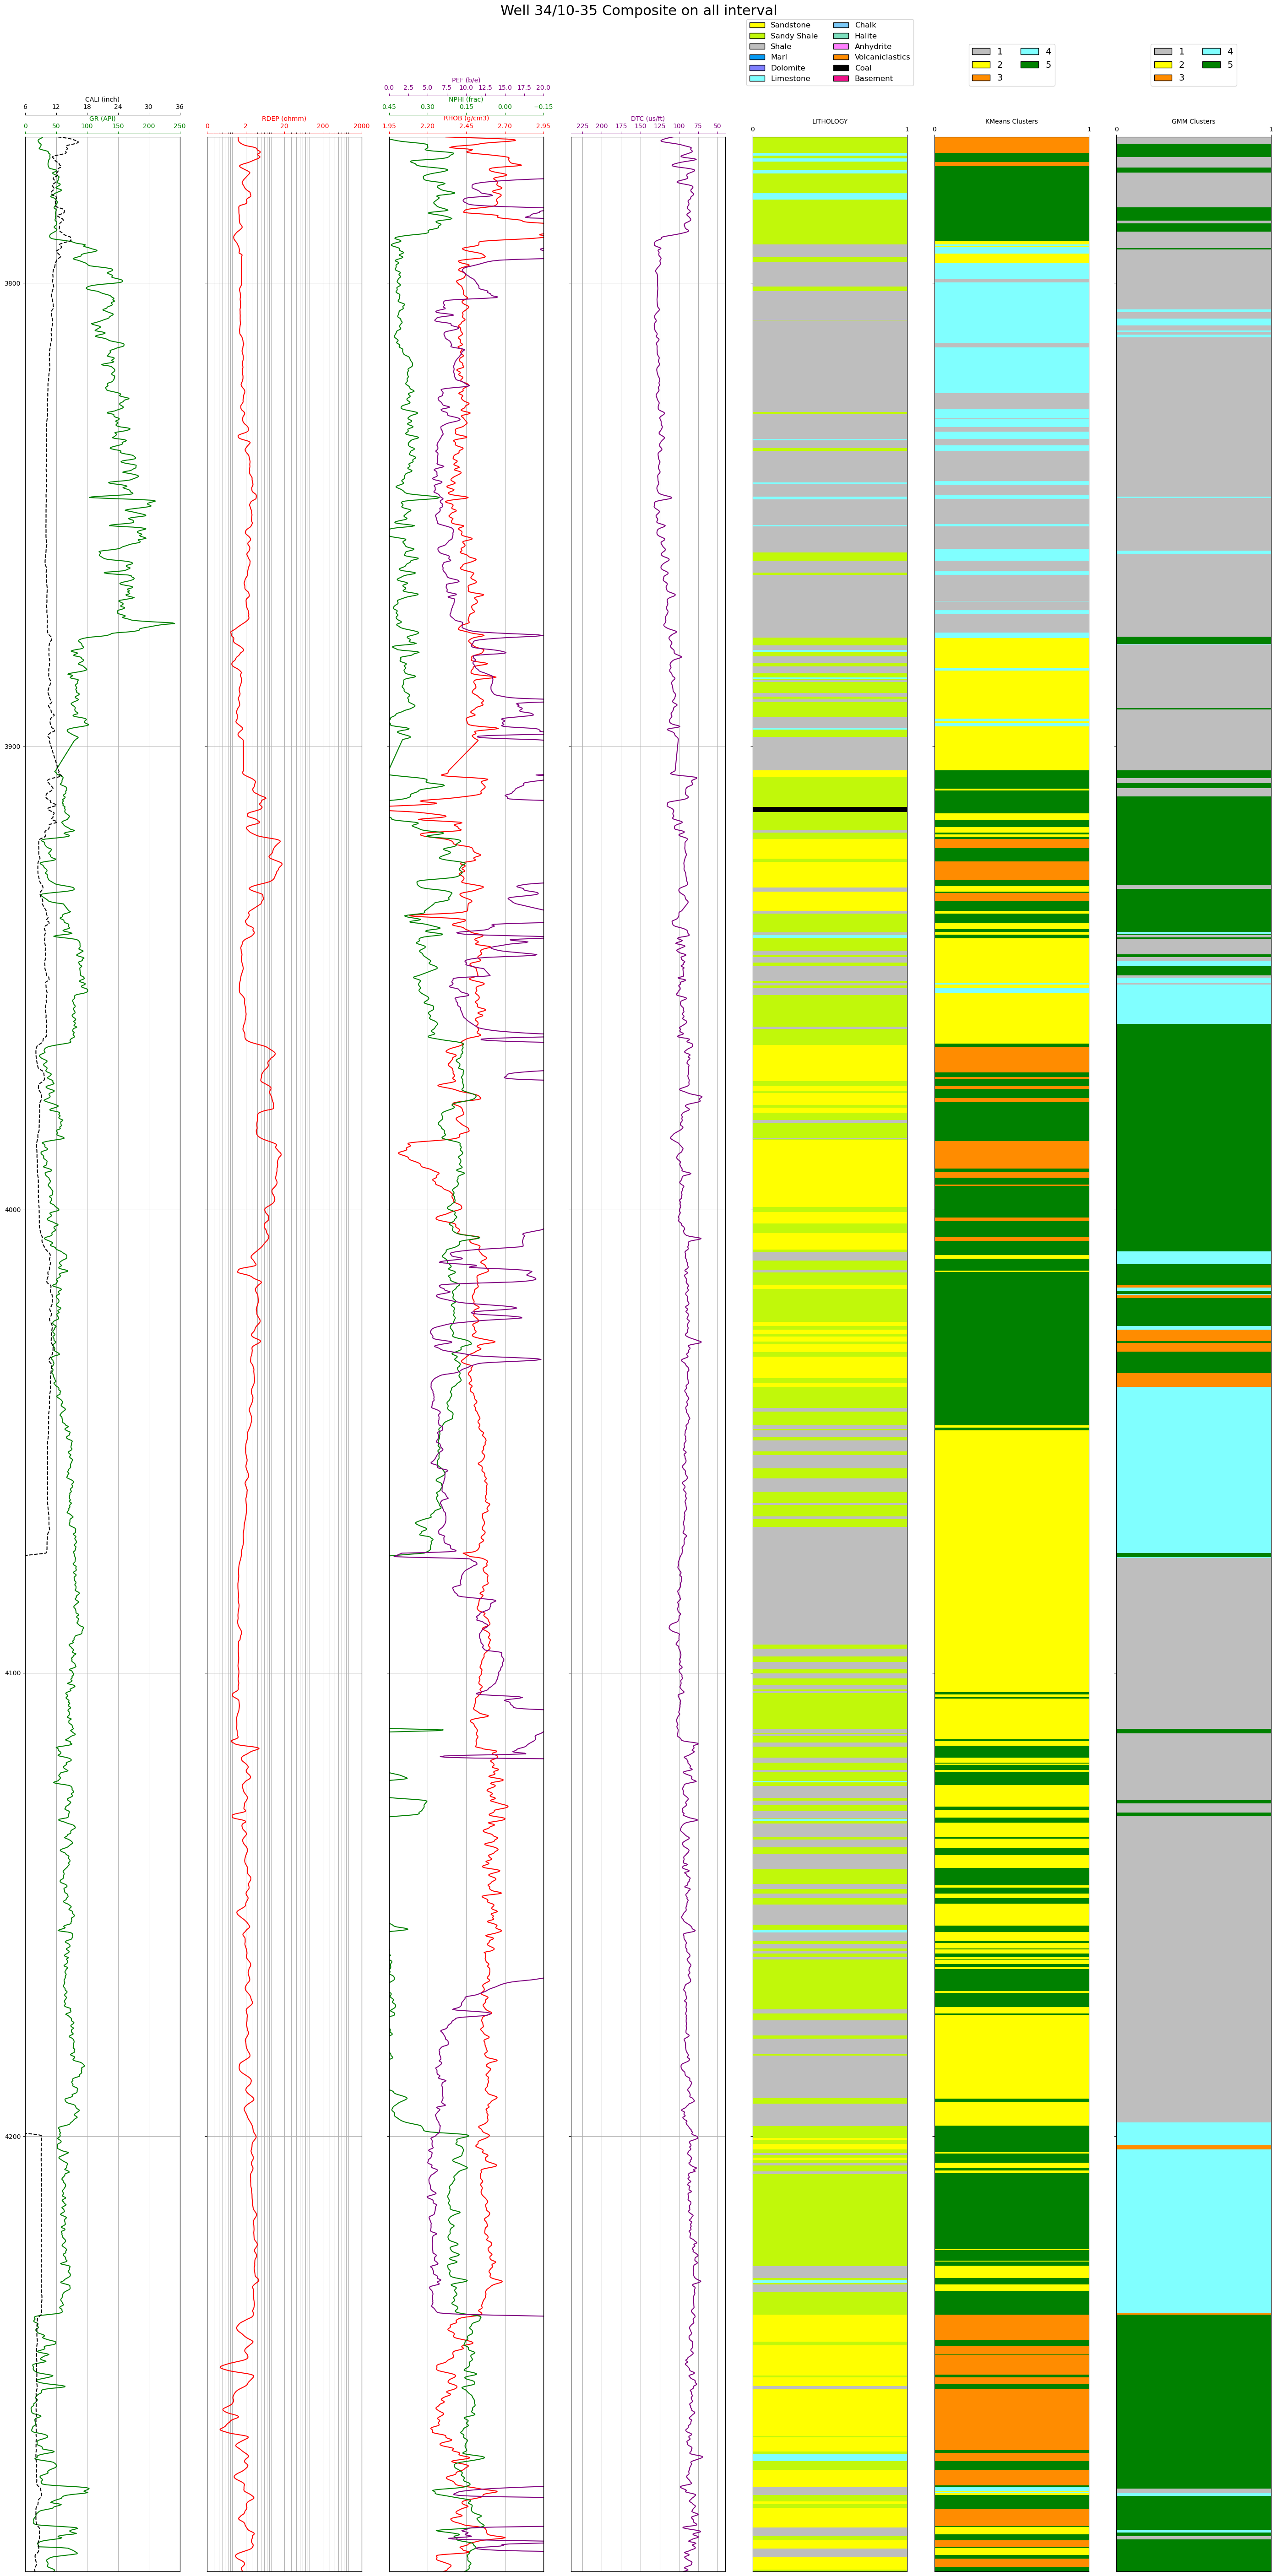 Well 34/10-35 Composite on all interval
Sandstone Chalk
Sandy Shale Halite
Shale Anhydrite
Marl Volcaniclastics
Dolomite Coal
Limestone Basement
1 4
2 5
3
1 4
2 5
3
PEF (b/e)
0.0 2.5 5.0 7.5 10.0 12.5 15.0 17.5 20.0
CALI (inch)
6 12 18 24 30 36
NPHI (frac)
0.45 0.30 0.15 0.00 −0.15
GR (API)
0 50 100 150 200 250
RDEP (ohmm)
0 2 20 200 2000
RHOB (g/cm3)
1.95 2.20 2.45 2.70 2.95
DTC (us/ft)
225 200 175 150 125 100 75 50
LITHOLOGY
0 1
KMeans Clusters
0 1
GMM Clusters
0 1
3800
3900
4000
4100
4200